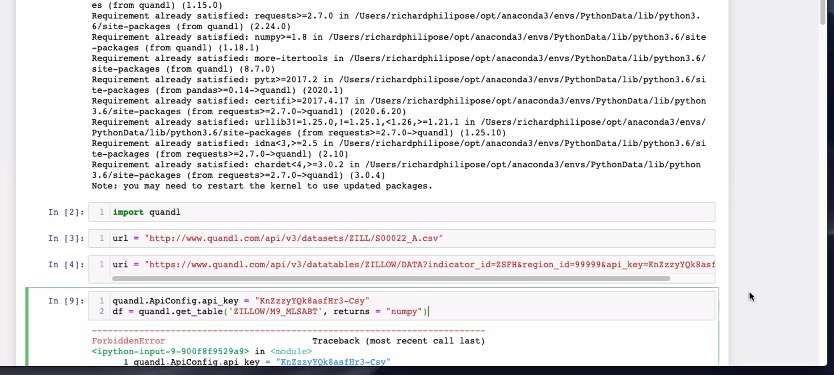 es (from quandl) (1.15.0)
Requirement already satisfied: requests>=2.7.0 in /Users/richardphilipose/opt/anaconda3/envs/PythonData/lib/python3.
6/site-packages (from quandl) (2.24.0)
Requirement already satisfied: numpy>=1.8 in /Users/richardphilipose/opt/anaconda3/envs/PythonData/lib/python3.6/site
-packages (from quandl) (1.18.1)
Requirement already satisfied: more-itertools in /Users/richardphilipose/opt/anaconda3/envs/PythonData/lib/python3.6/
site-packages (from quandl) (8.7.0)
Requirement already satisfied: pytz>=2017.2 in /Users/richardphilipose/opt/anaconda3/envs/PythonData/lib/python3.6/si
te-packages (from pandas>=0.14->quandl) (2020.1)
Requirement already satisfied: certifi>=2017.4.17 in /Users/richardphilipose/opt/anaconda3/envs/PythonData/lib/python
3.6/site-packages (from requests>=2.7.0->quandl) (2020.6.20)
Requirement already satisfied: urllib3!=1.25.0,!=1.25.1,<1.26,>=1.21.1 in /Users/richardphilipose/opt/anaconda3/envs/
PythonData/lib/python3.6/site-packages (from requests>=2.7.0->quandl) (1.25.10)
Requirement already satisfied: idna<3,>=2.5 in /Users/richardphilipose/opt/anaconda3/envs/PythonData/lib/python3.6/si
te-packages (from requests>=2.7.0->quandl) (2.10)
Requirement already satisfied: chardet<4,>=3.0.2 in /Users/richardphilipose/opt/anaconda3/envs/PythonData/lib/python
3.6/site-packages (from requests>=2.7.0->quandl) (3.0.4)
Note: you may need to restart the kernel to use updated packages.
In [2]: 1 import quandl
In [3]: 1 url = "http://www.quandl.com/api/v3/datasets/ZILL/S00022_A.csv"
In [4]: 1 uri = "https://www.quandl.com/api/v3/datatables/ZILLOW/DATA?indicator_id=ZSFH&region_id=99999&api_key=KnZzzyYQk8asf
In [9]: 1 quandl.ApiConfig.api_key = "KnZzzyYQk8asfHr3-Csy"
2 df = quandl.get_table('ZILLOW/M9_MLSABT', returns = "numpy")
---------------------------------------------------------------------------
ForbiddenError Traceback (most recent call last)
<ipython-input-9-900f8f9529a9> in <module>
1 quandl.ApiConfig.api_key = "KnZzzyYQk8asfHr3-Csy"